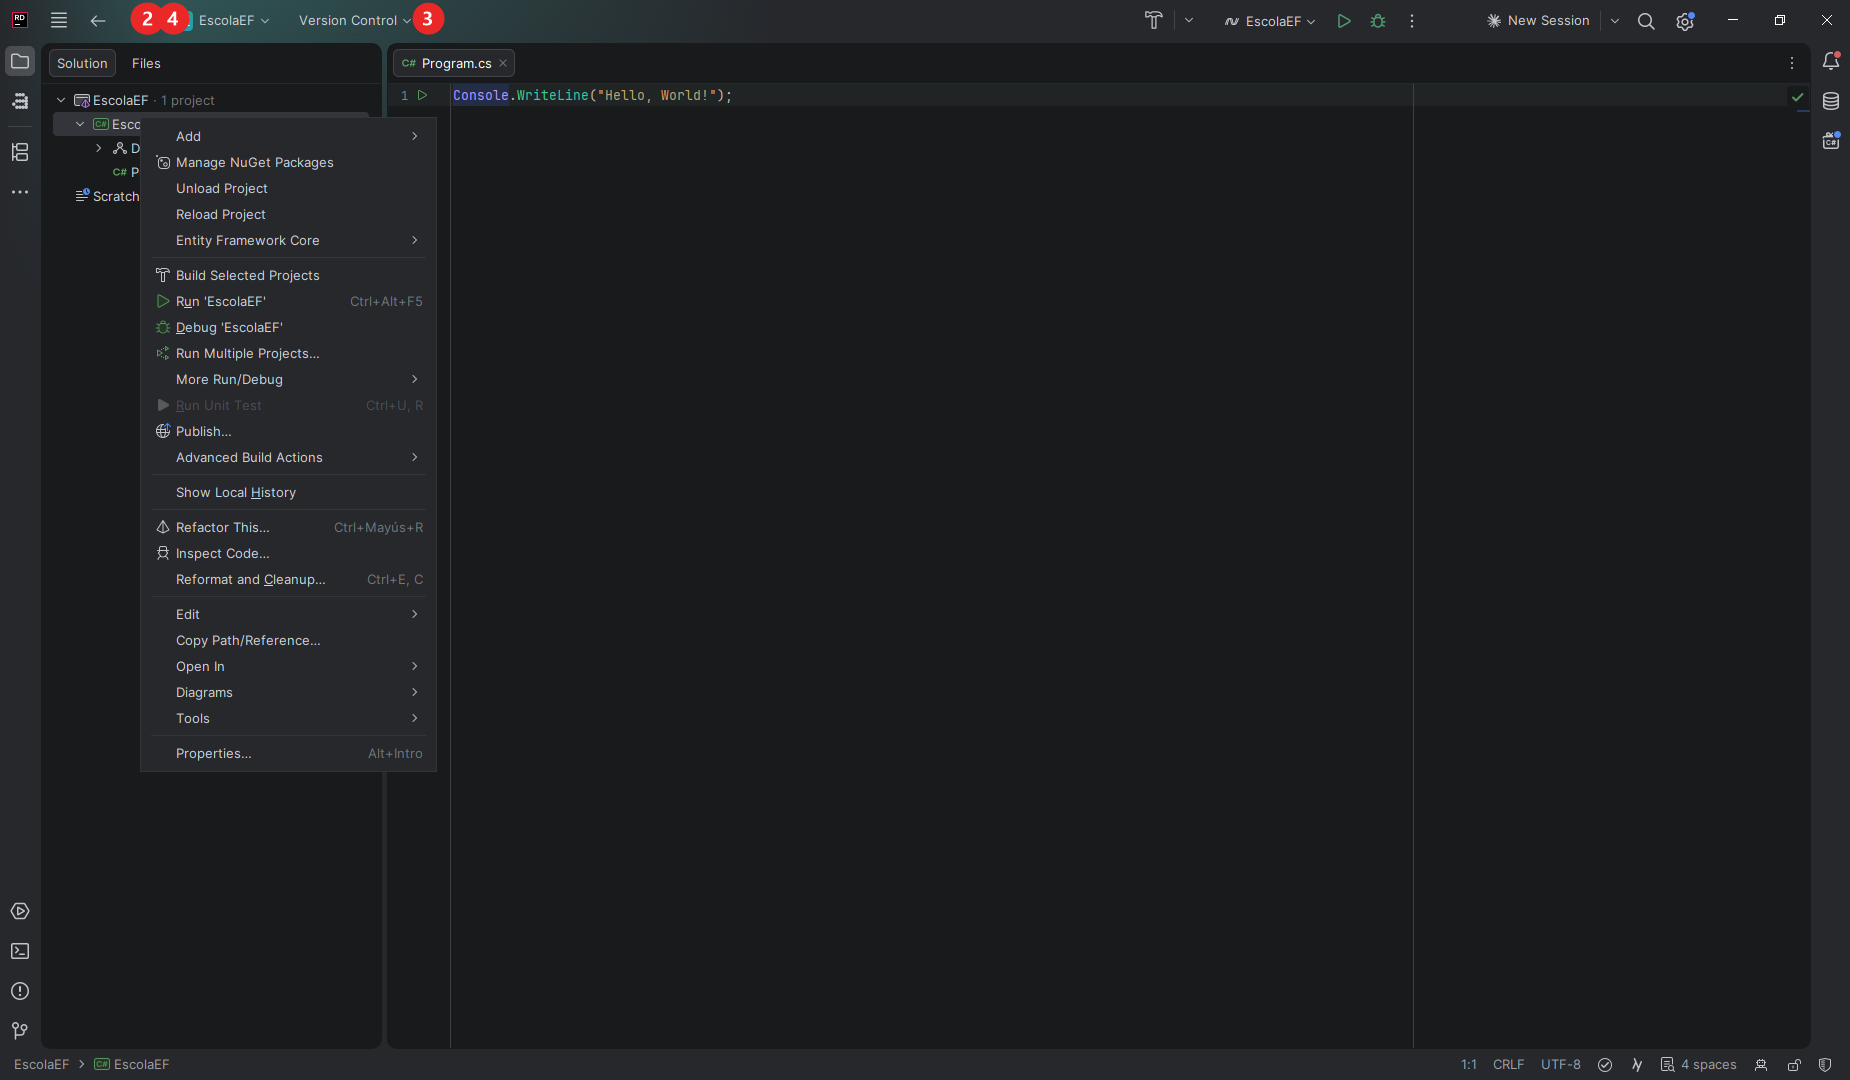 RD
2 4 EscolaEF Version Control 3 EscolaEF New Session
Solution Files C# Program.cs
EscolaEF · 1 project
C# Esco
D
C# P
Scratch
1 Console.WriteLine("Hello, World!");
Add
Manage NuGet Packages
Unload Project
Reload Project
Entity Framework Core
Build Selected Projects
Run 'EscolaEF' Ctrl+Alt+F5
Debug 'EscolaEF'
Run Multiple Projects...
More Run/Debug
Run Unit Test Ctrl+U, R
Publish...
Advanced Build Actions
Show Local History
Refactor This... Ctrl+Mayús+R
Inspect Code...
Reformat and Cleanup... Ctrl+E, C
Edit
Copy Path/Reference...
Open In
Diagrams
Tools
Properties... Alt+Intro
EscolaEF C# EscolaEF 1:1 CRLF UTF-8 4 spaces